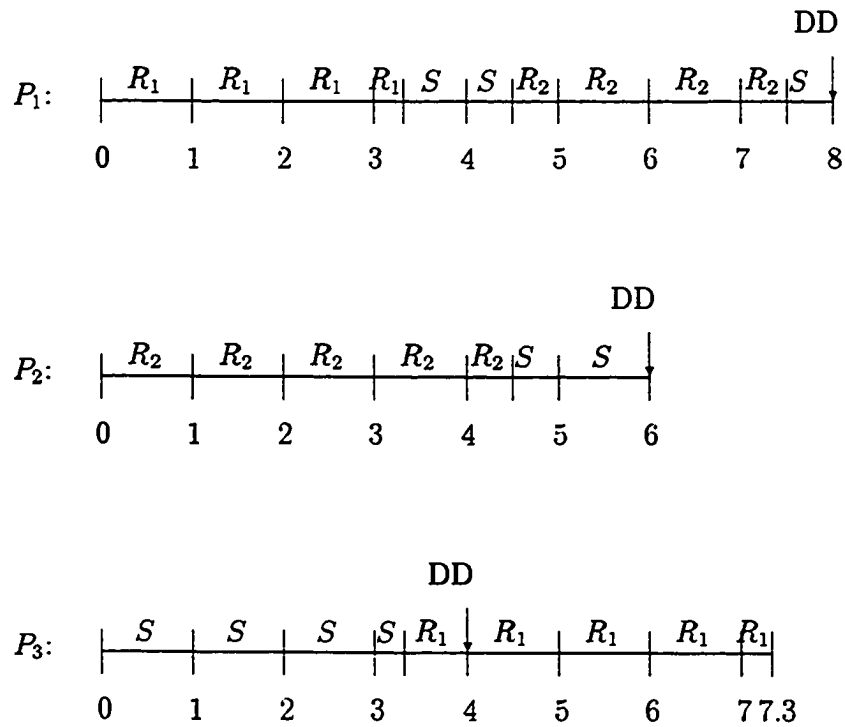 DD
P₁: R₁ R₁ R₁ R₁ S S R₂ R₂ R₂ R₂ S
0 1 2 3 4 5 6 7 8
DD
P₂: R₂ R₂ R₂ R₂ R₂ S S
0 1 2 3 4 5 6
DD
P₃: S S S S R₁ R₁ R₁ R₁ R₁
0 1 2 3 4 5 6 7 7.3